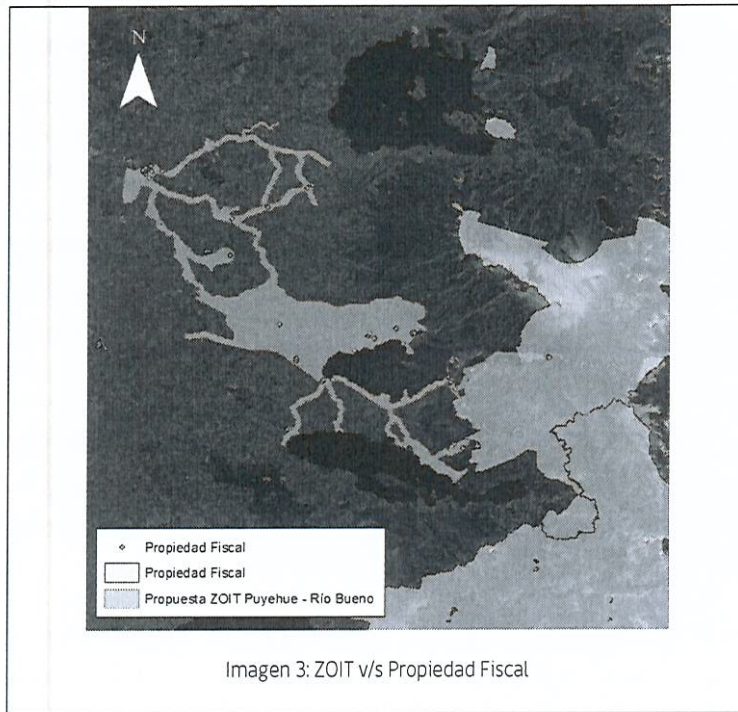 N
Propiedad Fiscal
Propiedad Fiscal
Propuesta ZOIT Puyehue - Río Bueno
Imagen 3: ZOIT v/s Propiedad Fiscal